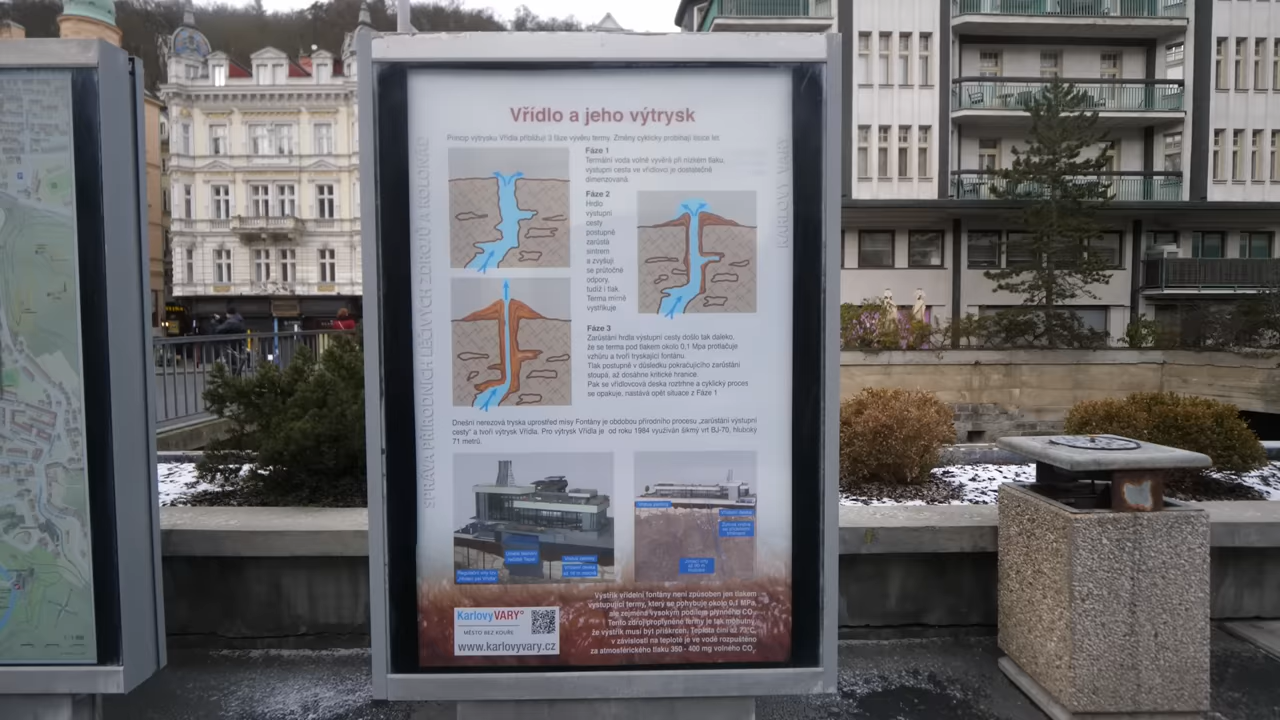 Vřídlo a jeho výtrysk
Princip výtrysku Vřídla přibližují 3 fáze vývěru termy. Změny cyklicky probíhají tisíce let.
Fáze 1
Termální voda volně vyvěrá při nízkém tlaku,
výstupní cesta ve vřídlovci je dostatečně
dimenzovaná.
Fáze 2
Hrdlo
výstupní
cesty
postupně
zarůstá
sintrem
a zvyšují
se průtočné
odpory,
tudíž i tlak.
Terma mírně
vystřikuje
Fáze 3
Zarůstání hrdla výstupní cesty došlo tak daleko,
že se terma pod tlakem okolo 0,1 Mpa protlačuje
vzhůru a tvoří tryskající fontánu.
Tlak postupně v důsledku pokračujícího zarůstání
stoupá, až dosáhne kritické hranice.
Pak se vřídlovcová deska roztrhne a cyklický proces
se opakuje, nastává opět situace z Fáze 1
Dnešní nerezová tryska uprostřed mísy Fontány je obdobou přírodního procesu „zarůstání výstupní
cesty" a tvoří výtrysk Vřídla. Pro výtrysk Vřídla je od roku 1984 využíván šikmý vrt BJ-70, hluboký
71 metrů.
Výstřik vřídelní fontány není způsoben jen tlakem
vystupující termy, který se pohybuje okolo 0,1 MPa,
ale zejména vysokým podílem plynného CO₂.
Tento zdroj proplyněné termy je tak mohutný,
že výstřik musí být přiškrcen. Teplota činí až 73°C,
v závislosti na teplotě je ve vodě rozpuštěno
za atmosférického tlaku 350 - 400 mg volného CO₂.
KarlovyVARY°
MĚSTO BEZ KOUŘE
www.karlovyvary.cz
SPRÁVA PŘÍRODNÍCH LÉČIVÝCH ZDROJŮ A KOLONÁD
KARLOVY VARY